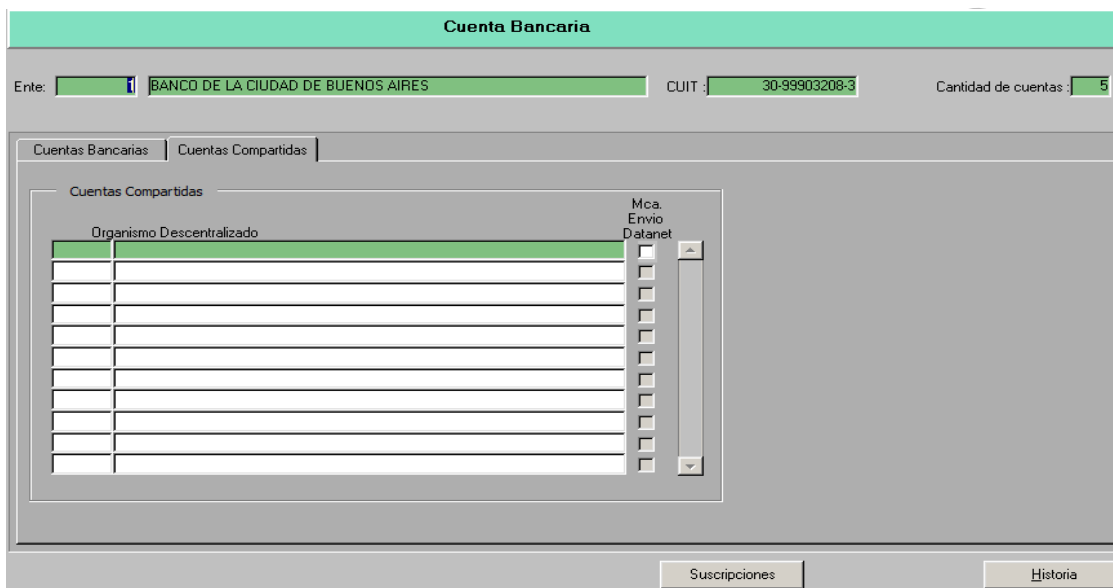 Cuenta Bancaria
Ente: 1 BANCO DE LA CIUDAD DE BUENOS AIRES CUIT : 30-99903208-3 Cantidad de cuentas : 5
Cuentas Bancarias Cuentas Compartidas
Cuentas Compartidas
Mca.
Envio
Organismo Descentralizado Datanet
Suscripciones Historia